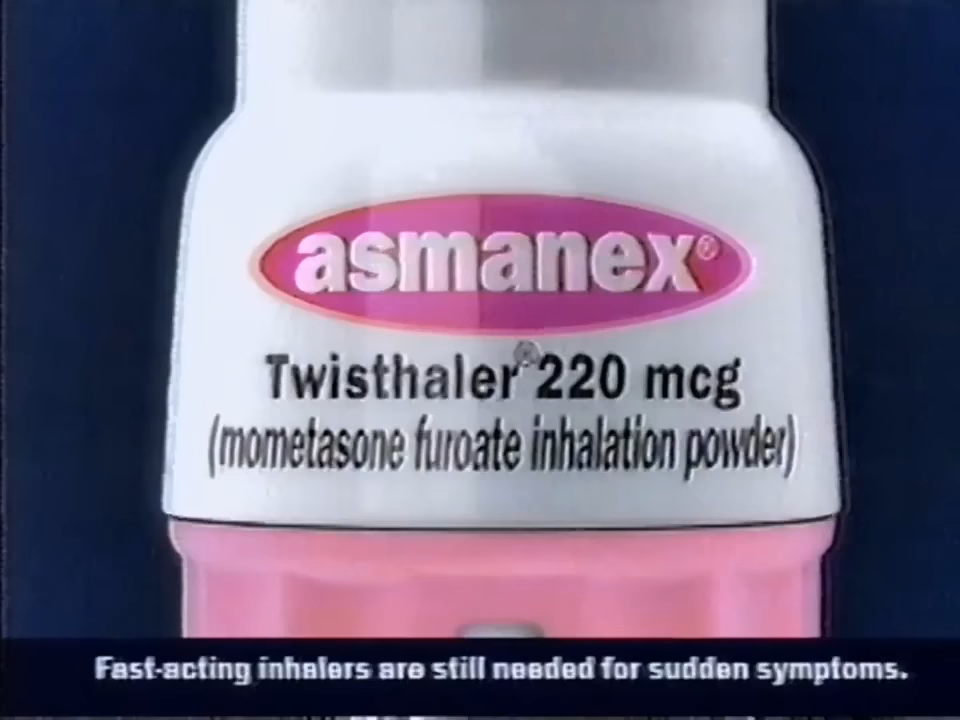 asmanex®
Twisthaler® 220 mcg
(mometasone furoate inhalation powder)
Fast-acting inhalers are still needed for sudden symptoms.